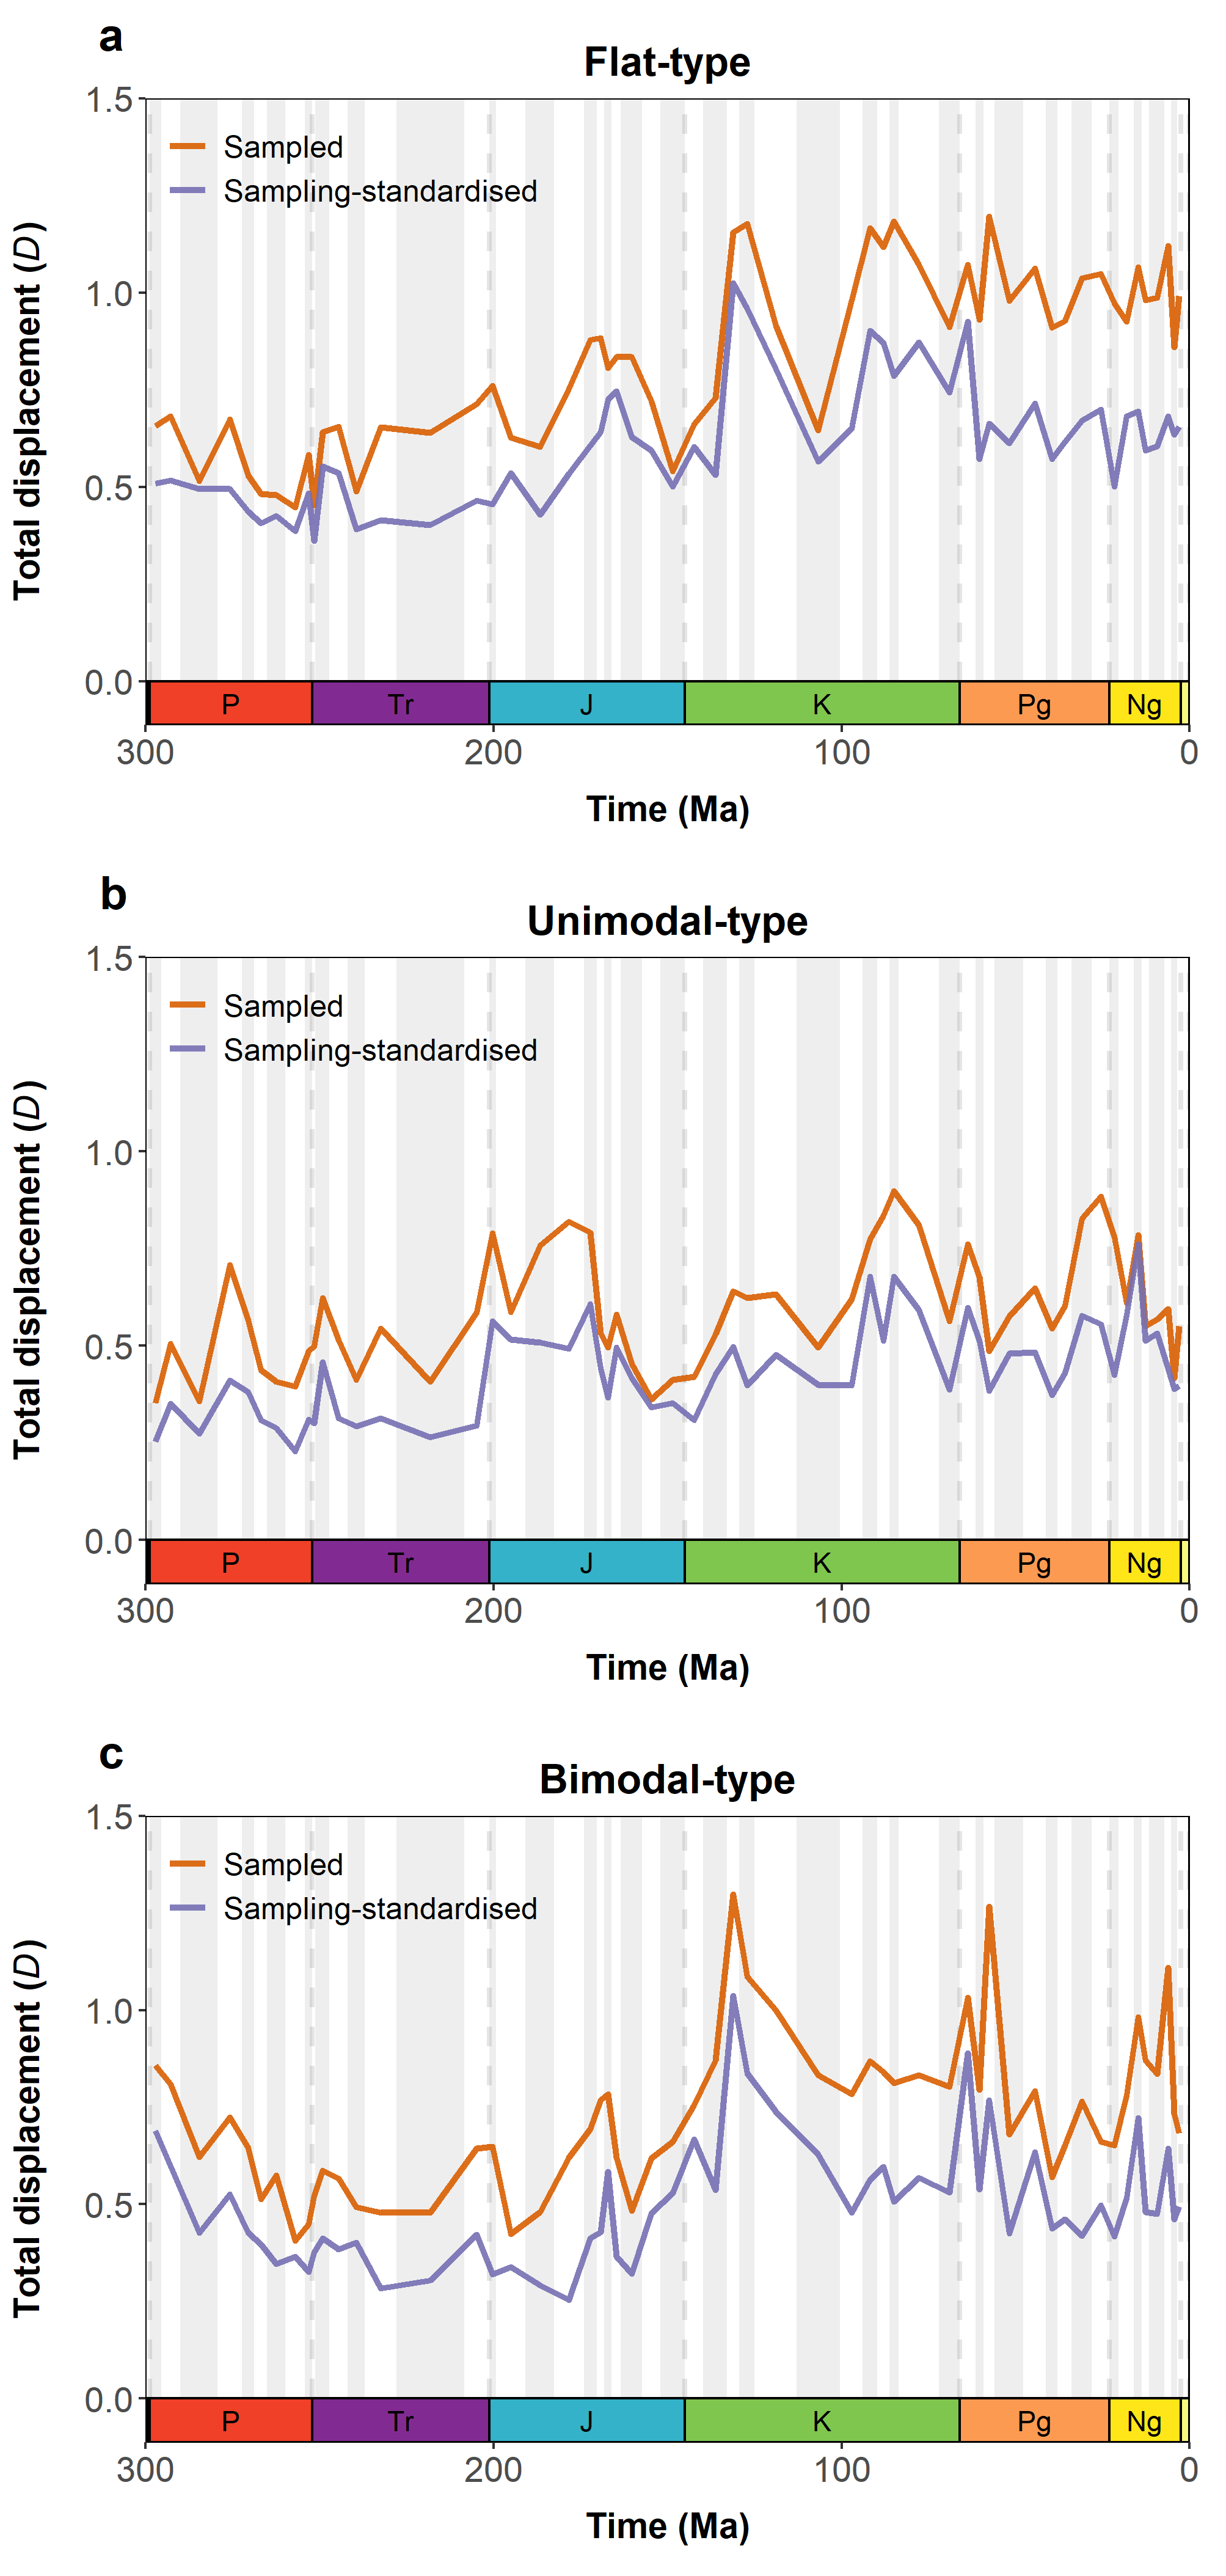 a
Flat-type
1.5
Sampled
Sampling-standardised
1.0
0.5
0.0
Total displacement (D)
P Tr J K Pg Ng
300 200 100 0
Time (Ma)
b
Unimodal-type
1.5
Sampled
Sampling-standardised
1.0
0.5
0.0
Total displacement (D)
P Tr J K Pg Ng
300 200 100 0
Time (Ma)
c
Bimodal-type
1.5
Sampled
Sampling-standardised
1.0
0.5
0.0
Total displacement (D)
P Tr J K Pg Ng
300 200 100 0
Time (Ma)